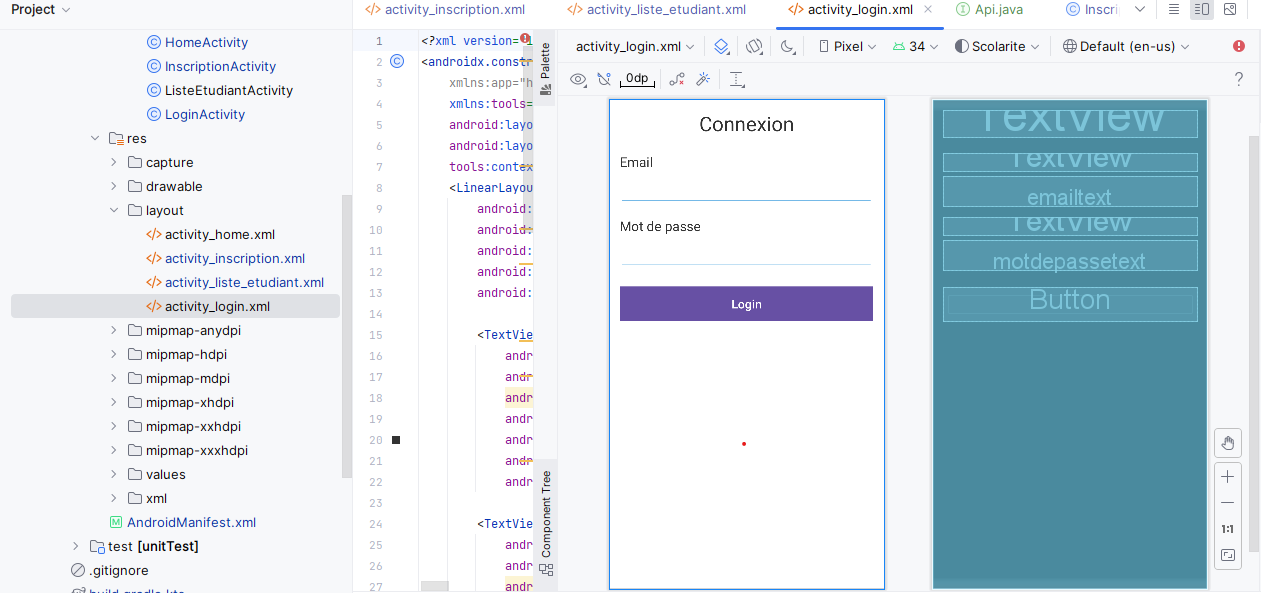 Project
HomeActivity
InscriptionActivity
ListeEtudiantActivity
LoginActivity
res
capture
drawable
layout
activity_home.xml
activity_inscription.xml
activity_liste_etudiant.xml
activity_login.xml
mipmap-anydpi
mipmap-hdpi
mipmap-mdpi
mipmap-xhdpi
mipmap-xxhdpi
mipmap-xxxhdpi
values
xml
AndroidManifest.xml
test [unitTest]
.gitignore
build.gradle.kts
activity_inscription.xml
activity_liste_etudiant.xml
activity_login.xml
Api.java
Inscri
1 <?xml version=
2 <androidx.constr
3 xmlns:app="h
4 xmlns:tools=
5 android:layo
6 android:layo
7 tools:contex
8 <LinearLayou
9 android:
10 android:
11 android:
12 android:
13 android:
14
15 <TextVie
16 andr
17 andr
18 andr
19 andr
20 andr
21 andr
22 andr
23
24 <TextVie
25 andr
26 andr
27 andr
Palette
Component Tree
activity_login.xml
Pixel
34
Scolarite
Default (en-us)
0dp
?
Connexion
Email
Mot de passe
Login
TextView
TextView
emailtext
TextView
motdepassetext
Button
1:1